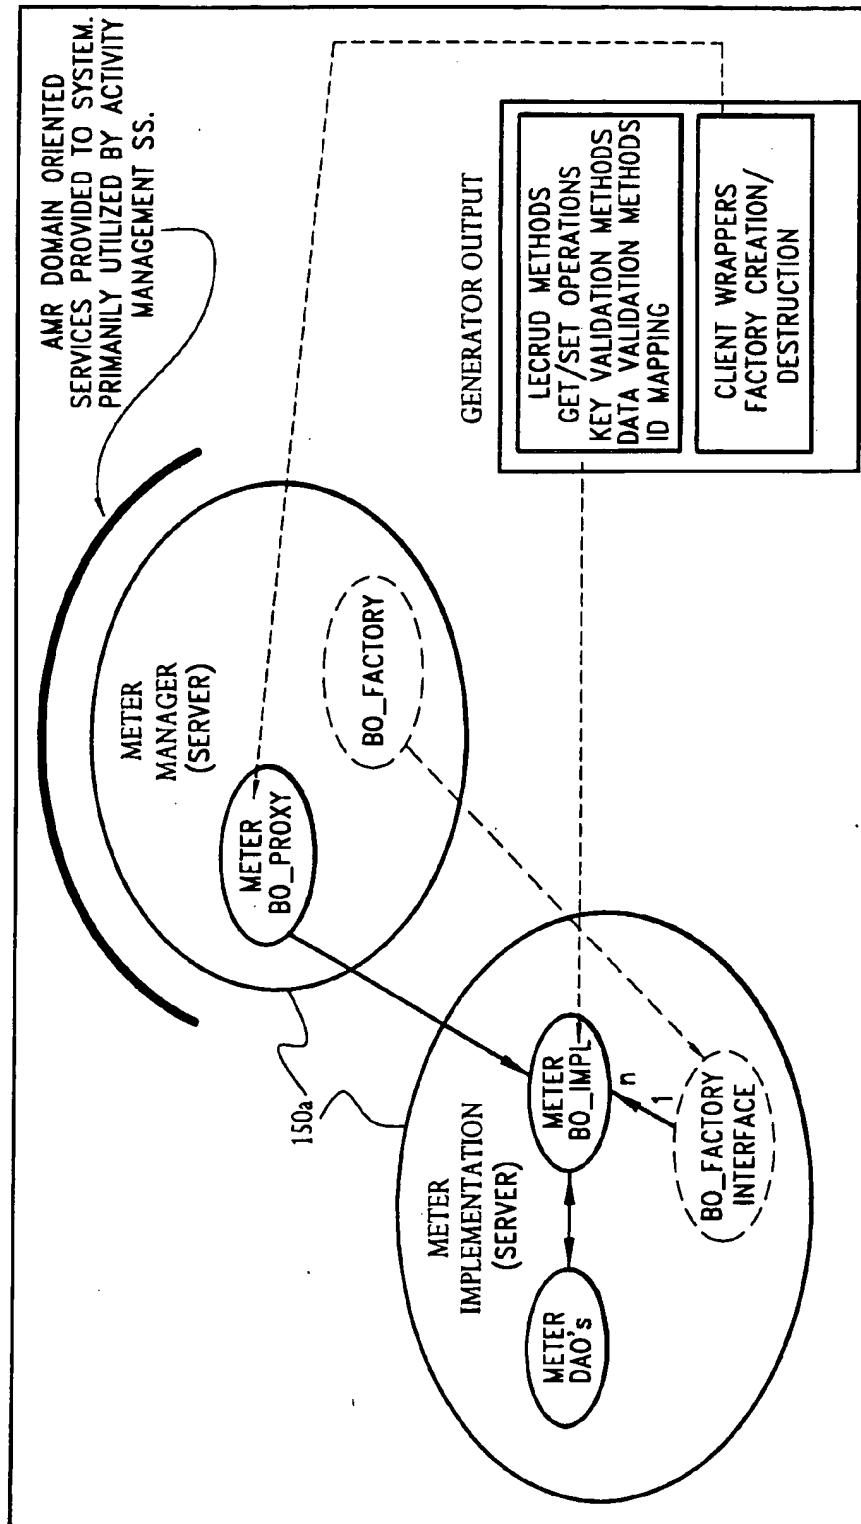 AMR DOMAIN ORIENTED
SERVICES PROVIDED TO SYSTEM.
PRIMANILY UTILIZED BY ACTIVITY
MANAGEMENT SS.
METER
MANAGER
(SERVER)
METER
BO_PROXY
BO_FACTORY
150a
METER
IMPLEMENTATION
(SERVER)
METER
DAO's
METER
BO_IMPL
n
1
BO_FACTORY
INTERFACE
GENERATOR OUTPUT
LECRUD METHODS
GET/SET OPERATIONS
KEY VALIDATION METHODS
DATA VALIDATION METHODS
ID MAPPING
CLIENT WRAPPERS
FACTORY CREATION/
DESTRUCTION